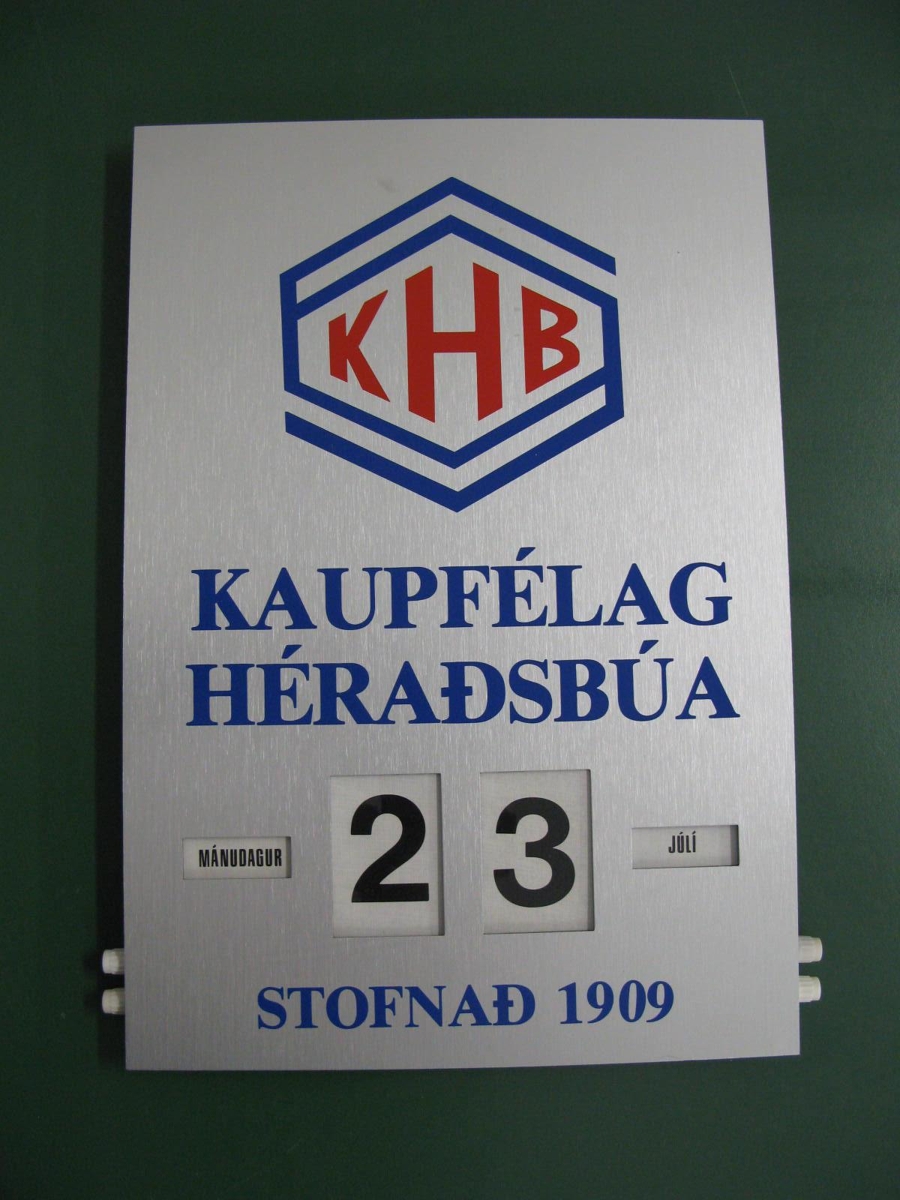 KHB
KAUPFÉLAG
HÉRAÐSBÚA
MÁNUDAGUR 23 JÚLÍ
STOFNAÐ 1909